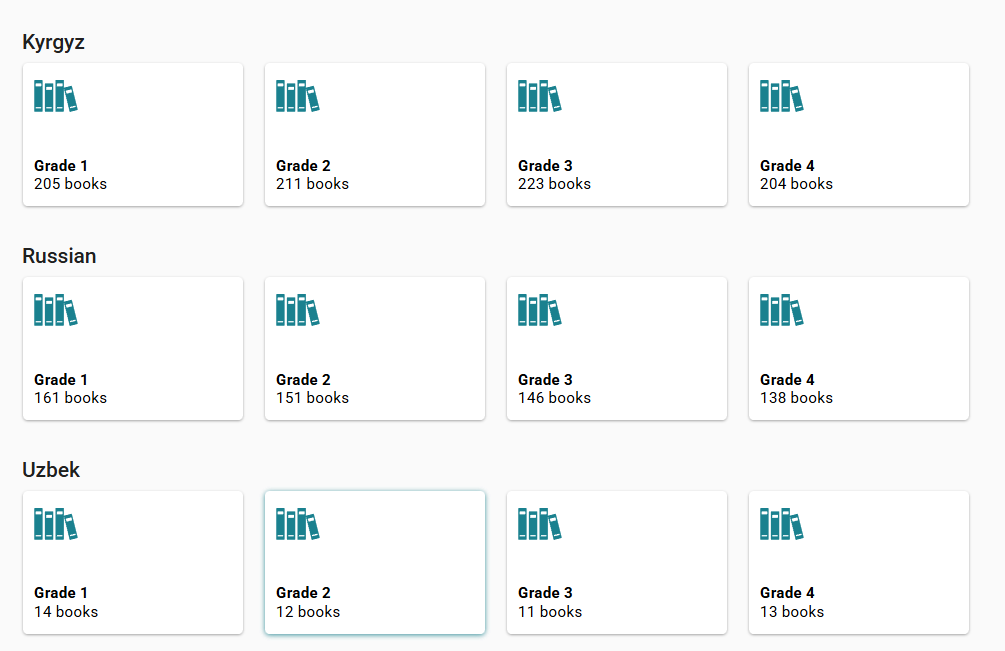 Kyrgyz
Grade 1
205 books
Grade 2
211 books
Grade 3
223 books
Grade 4
204 books
Russian
Grade 1
161 books
Grade 2
151 books
Grade 3
146 books
Grade 4
138 books
Uzbek
Grade 1
14 books
Grade 2
12 books
Grade 3
11 books
Grade 4
13 books